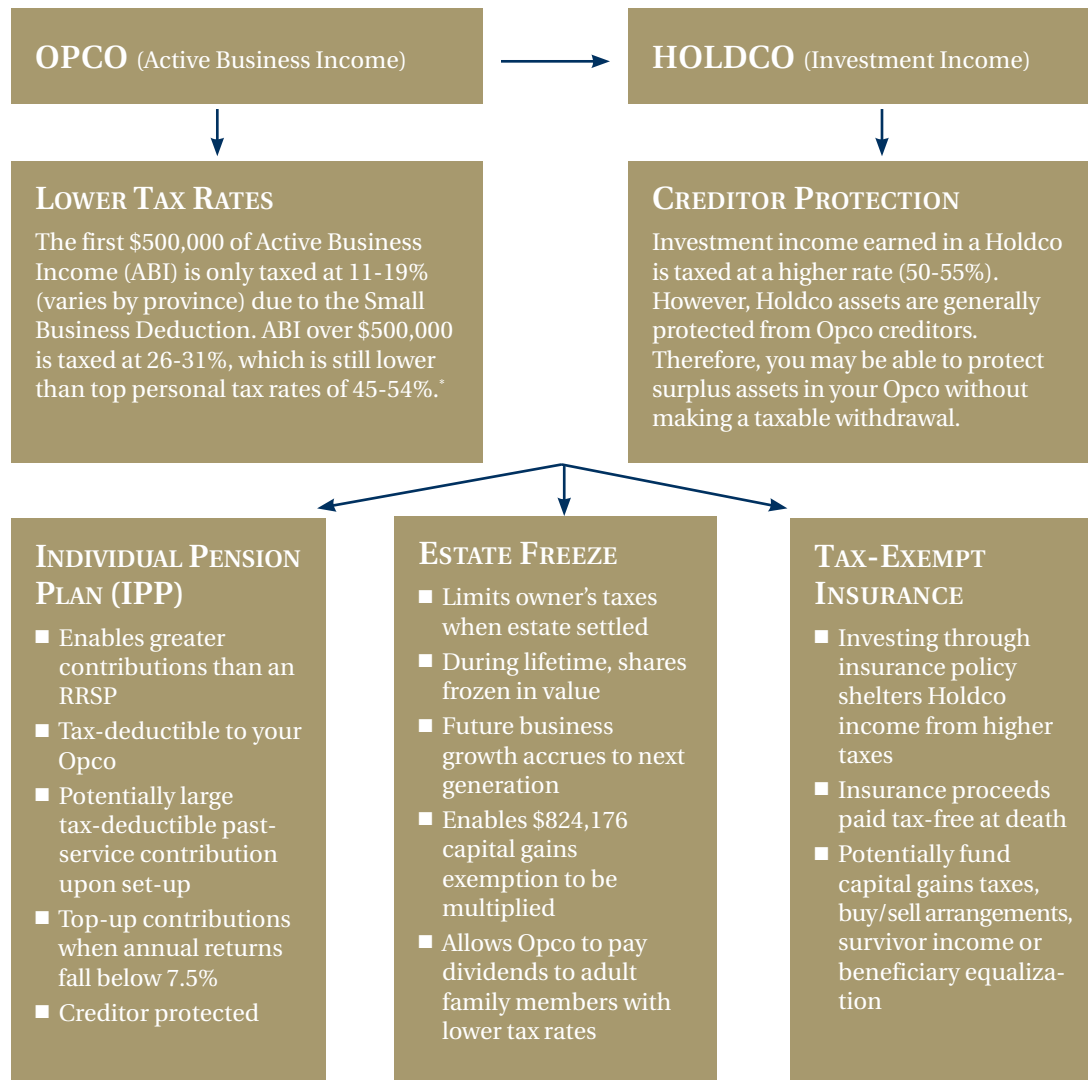 OPCO (Active Business Income)
HOLDCO (Investment Income)
LOWER TAX RATES
The first $500,000 of Active Business
Income (ABI) is only taxed at 11-19%
(varies by province) due to the Small
Business Deduction. ABI over $500,000
is taxed at 26-31%, which is still lower
than top personal tax rates of 45-54%.*
CREDITOR PROTECTION
Investment income earned in a Holdco
is taxed at a higher rate (50-55%).
However, Holdco assets are generally
protected from Opco creditors.
Therefore, you may be able to protect
surplus assets in your Opco without
making a taxable withdrawal.
INDIVIDUAL PENSION
PLAN (IPP)
■ Enables greater
contributions than an
RRSP
■ Tax-deductible to your
Opco
■ Potentially large
tax-deductible past-
service contribution
upon set-up
■ Top-up contributions
when annual returns
fall below 7.5%
■ Creditor protected
ESTATE FREEZE
■ Limits owner's taxes
when estate settled
■ During lifetime, shares
frozen in value
■ Future business
growth accrues to next
generation
■ Enables $824,176
capital gains
exemption to be
multiplied
■ Allows Opco to pay
dividends to adult
family members with
lower tax rates
TAX-EXEMPT
INSURANCE
■ Investing through
insurance policy
shelters Holdco
income from higher
taxes
■ Insurance proceeds
paid tax-free at death
■ Potentially fund
capital gains taxes,
buy/sell arrangements,
survivor income or
beneficiary equaliza-
tion